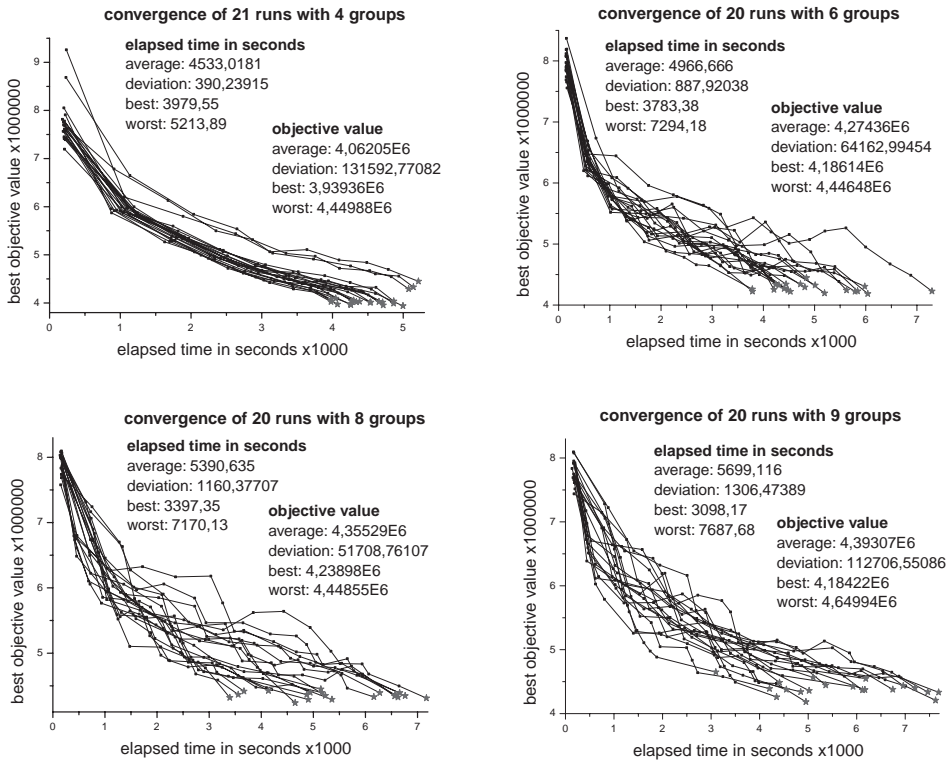 convergence of 21 runs with 4 groups
elapsed time in seconds
average: 4533,0181
deviation: 390,23915
best: 3979,55
worst: 5213,89
objective value
average: 4,06205E6
deviation: 131592,77082
best: 3,93936E6
worst: 4,44988E6
best objective value x1000000
9
8
7
6
5
4
0
1
2
3
4
5
elapsed time in seconds x1000
convergence of 20 runs with 6 groups
elapsed time in seconds
average: 4966,666
deviation: 887,92038
best: 3783,38
worst: 7294,18
objective value
average: 4,27436E6
deviation: 64162,99454
best: 4,18614E6
worst: 4,44648E6
best objective value x1000000
8
7
6
5
4
0
1
2
3
4
5
6
7
elapsed time in seconds x1000
convergence of 20 runs with 8 groups
elapsed time in seconds
average: 5390,635
deviation: 1160,37707
best: 3397,35
worst: 7170,13
objective value
average: 4,35529E6
deviation: 51708,76107
best: 4,23898E6
worst: 4,44855E6
best objective value x1000000
8
7
6
5
0
1
2
3
4
5
6
7
elapsed time in seconds x1000
convergence of 20 runs with 9 groups
elapsed time in seconds
average: 5699,116
deviation: 1306,47389
best: 3098,17
worst: 7687,68
objective value
average: 4,39307E6
deviation: 112706,55086
best: 4,18422E6
worst: 4,64994E6
best objective value x1000000
8
7
6
5
4
0
1
2
3
4
5
6
7
elapsed time in seconds x1000